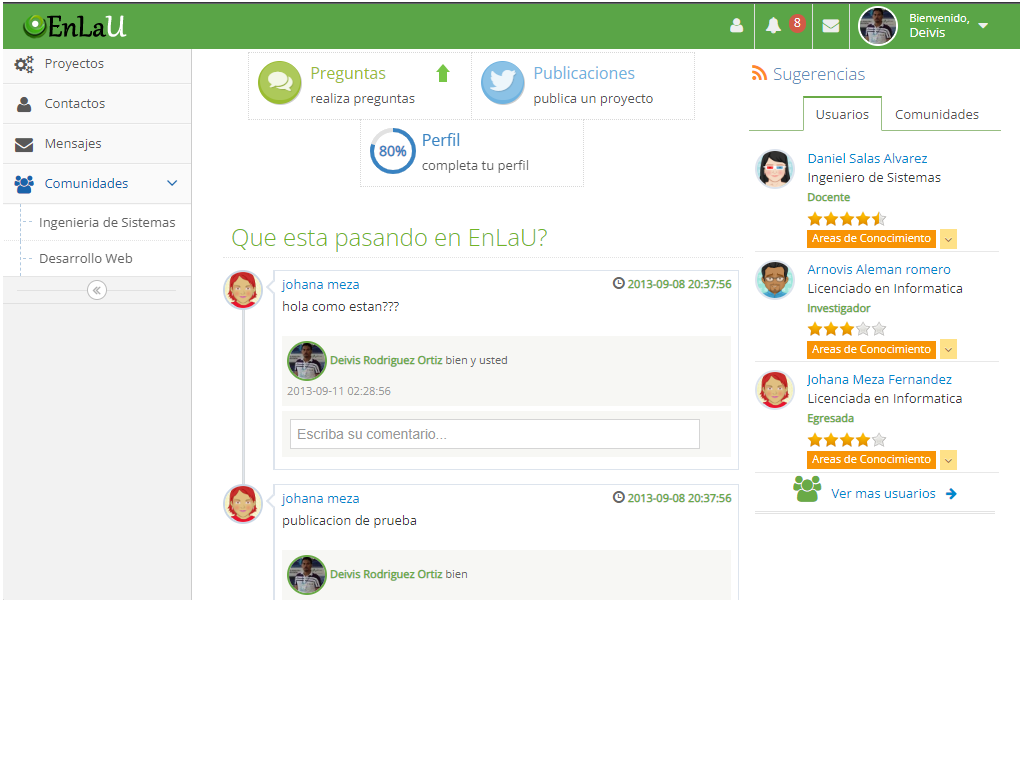 EnLaU
8
Bienvenido,
Deivis
Proyectos
Contactos
Mensajes
Comunidades
Ingenieria de Sistemas
Desarrollo Web
Preguntas
realiza preguntas
Publicaciones
publica un proyecto
80%
Perfil
completa tu perfil
Que esta pasando en EnLaU?
johana meza
2013-09-08 20:37:56
hola como estan???
Deivis Rodriguez Ortiz bien y usted
2013-09-11 02:28:56
Escriba su comentario...
johana meza
2013-09-08 20:37:56
publicacion de prueba
Deivis Rodriguez Ortiz bien
Sugerencias
Usuarios
Comunidades
Daniel Salas Alvarez
Ingeniero de Sistemas
Docente
Areas de Conocimiento
Arnovis Aleman romero
Licenciado en Informatica
Investigador
Areas de Conocimiento
Johana Meza Fernandez
Licenciada en Informatica
Egresada
Areas de Conocimiento
Ver mas usuarios